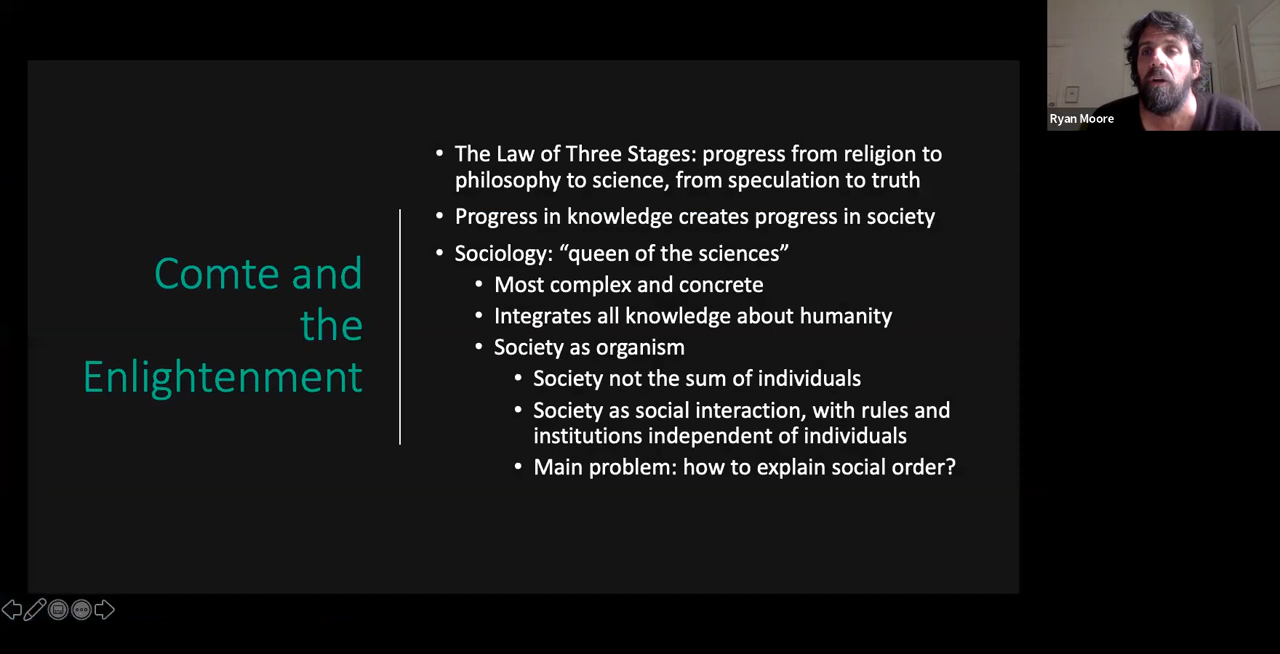 Ryan Moore
Comte and
the
Enlightenment
• The Law of Three Stages: progress from religion to
philosophy to science, from speculation to truth
• Progress in knowledge creates progress in society
• Sociology: “queen of the sciences”
• Most complex and concrete
• Integrates all knowledge about humanity
• Society as organism
• Society not the sum of individuals
• Society as social interaction, with rules and
institutions independent of individuals
• Main problem: how to explain social order?